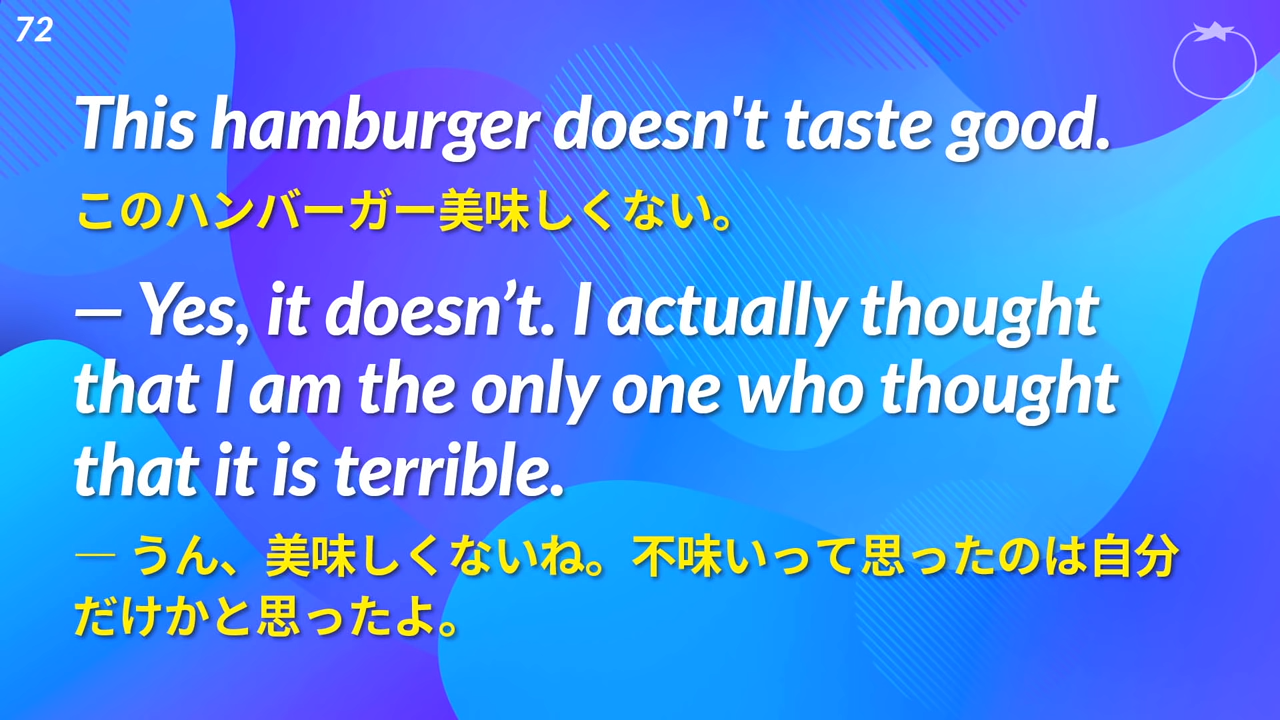 72
This hamburger doesn't taste good.
このハンバーガー美味しくない。
— Yes, it doesn’t. I actually thought
that I am the only one who thought
that it is terrible.
— うん、美味しくないね。不味いって思ったのは自分
だけかと思ったよ。